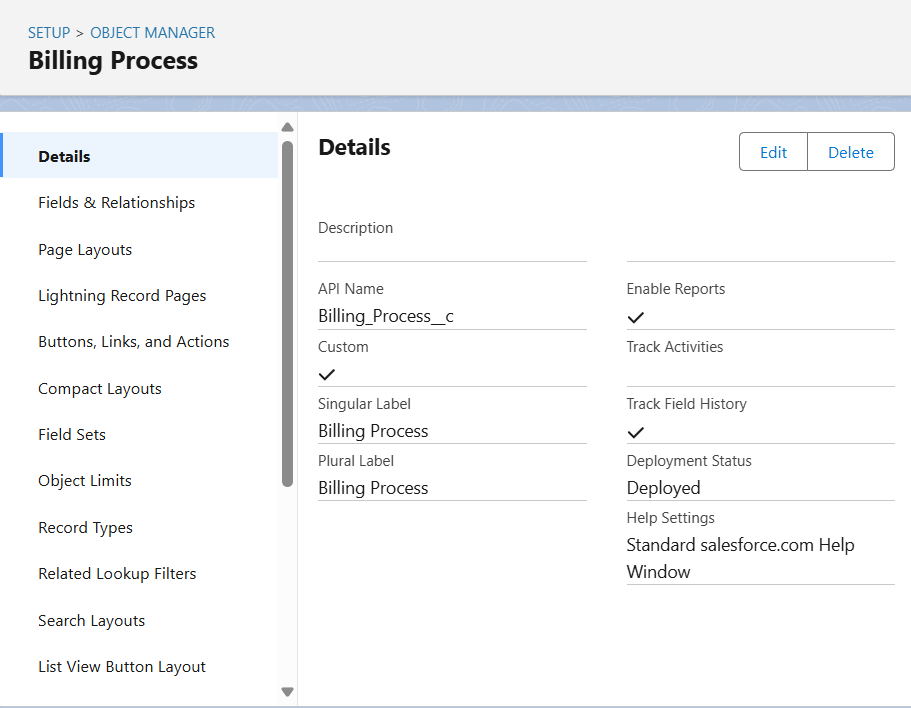 SETUP > OBJECT MANAGER
Billing Process
Details
Fields & Relationships
Page Layouts
Lightning Record Pages
Buttons, Links, and Actions
Compact Layouts
Field Sets
Object Limits
Record Types
Related Lookup Filters
Search Layouts
List View Button Layout
Details
Edit
Delete
Description
API Name
Billing_Process__c
Custom
Singular Label
Billing Process
Plural Label
Billing Process
Enable Reports
Track Activities
Track Field History
Deployment Status
Deployed
Help Settings
Standard salesforce.com Help
Window